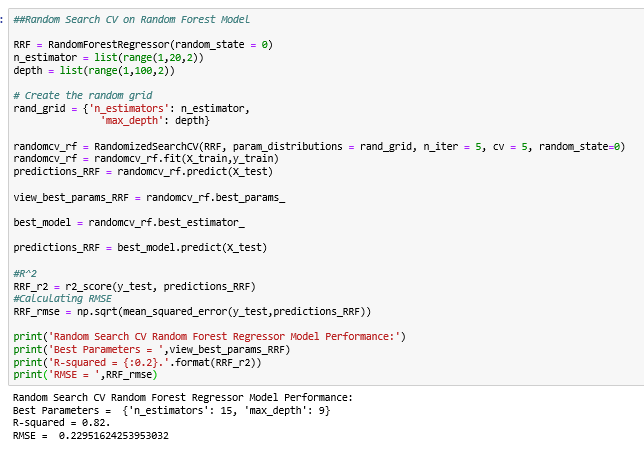 :
##Random Search CV on Random Forest Model
RRF = RandomForestRegressor(random_state = 0)
n_estimator = list(range(1,20,2))
depth = list(range(1,100,2))
# Create the random grid
rand_grid = {'n_estimators': n_estimator,
'max_depth': depth}
randomcv_rf = RandomizedSearchCV(RRF, param_distributions = rand_grid, n_iter = 5, cv = 5, random_state=0)
randomcv_rf = randomcv_rf.fit(X_train,y_train)
predictions_RRF = randomcv_rf.predict(X_test)
view_best_params_RRF = randomcv_rf.best_params_
best_model = randomcv_rf.best_estimator_
predictions_RRF = best_model.predict(X_test)
#R^2
RRF_r2 = r2_score(y_test, predictions_RRF)
#Calculating RMSE
RRF_rmse = np.sqrt(mean_squared_error(y_test,predictions_RRF))
print('Random Search CV Random Forest Regressor Model Performance:')
print('Best Parameters = ',view_best_params_RRF)
print('R-squared = {:0.2}.'.format(RRF_r2))
print('RMSE = ',RRF_rmse)
Random Search CV Random Forest Regressor Model Performance:
Best Parameters =  {'n_estimators': 15, 'max_depth': 9}
R-squared = 0.82.
RMSE =  0.22951624253953032